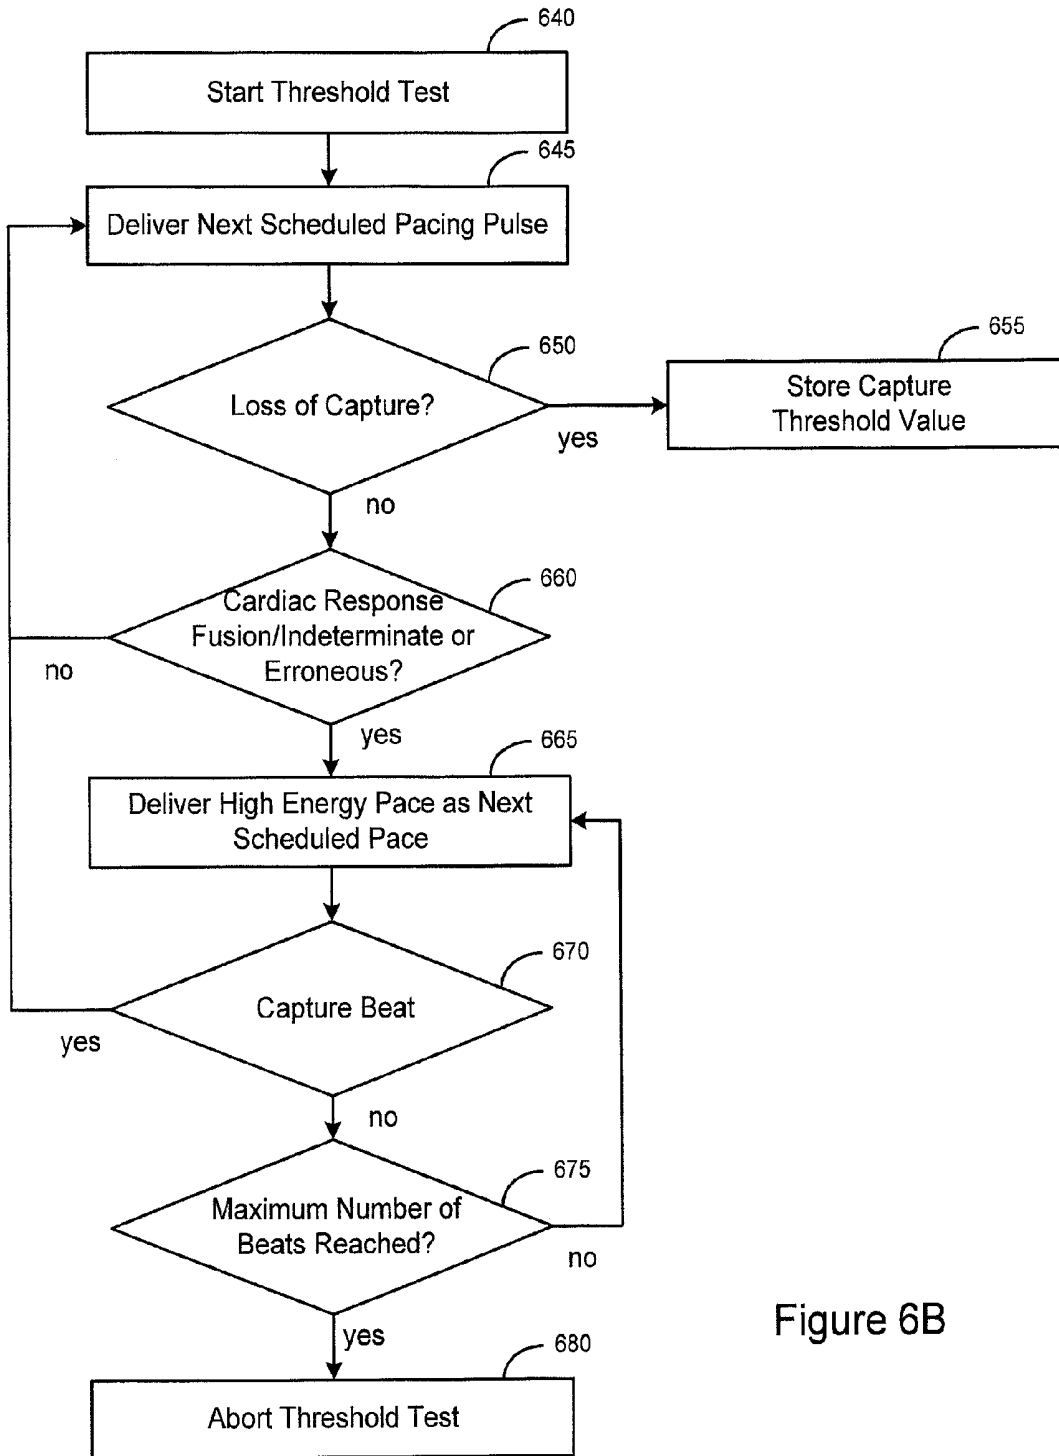 640
Start Threshold Test
645
Deliver Next Scheduled Pacing Pulse
650
Loss of Capture?
yes
655
Store Capture
Threshold Value
no
660
Cardiac Response
Fusion/Indeterminate or
Erroneous?
no
yes
665
Deliver High Energy Pace as Next
Scheduled Pace
670
Capture Beat
yes
no
675
Maximum Number of
Beats Reached?
no
yes
680
Abort Threshold Test
Figure 6B